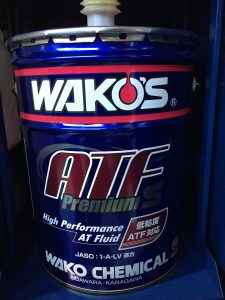 WAKO'S®
ATF
Premium S
High Performance
AT Fluid
低粘度
ATF対応
JASO : 1-A-LV 適合
WAKO CHEMICAL
ODAWARA・KANAGAWA